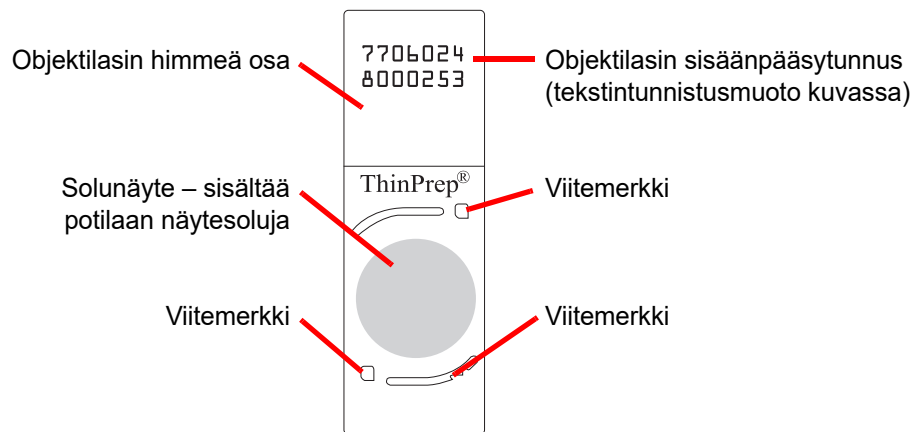 Objektilasin himmeä osa
7706024
8000253
Objektilasin sisäänpääsytunnus
(tekstintunnistusmuoto kuvassa)
ThinPrep®
Solunäyte – sisältää
potilaan näytesoluja
Viitemerkki
Viitemerkki
Viitemerkki